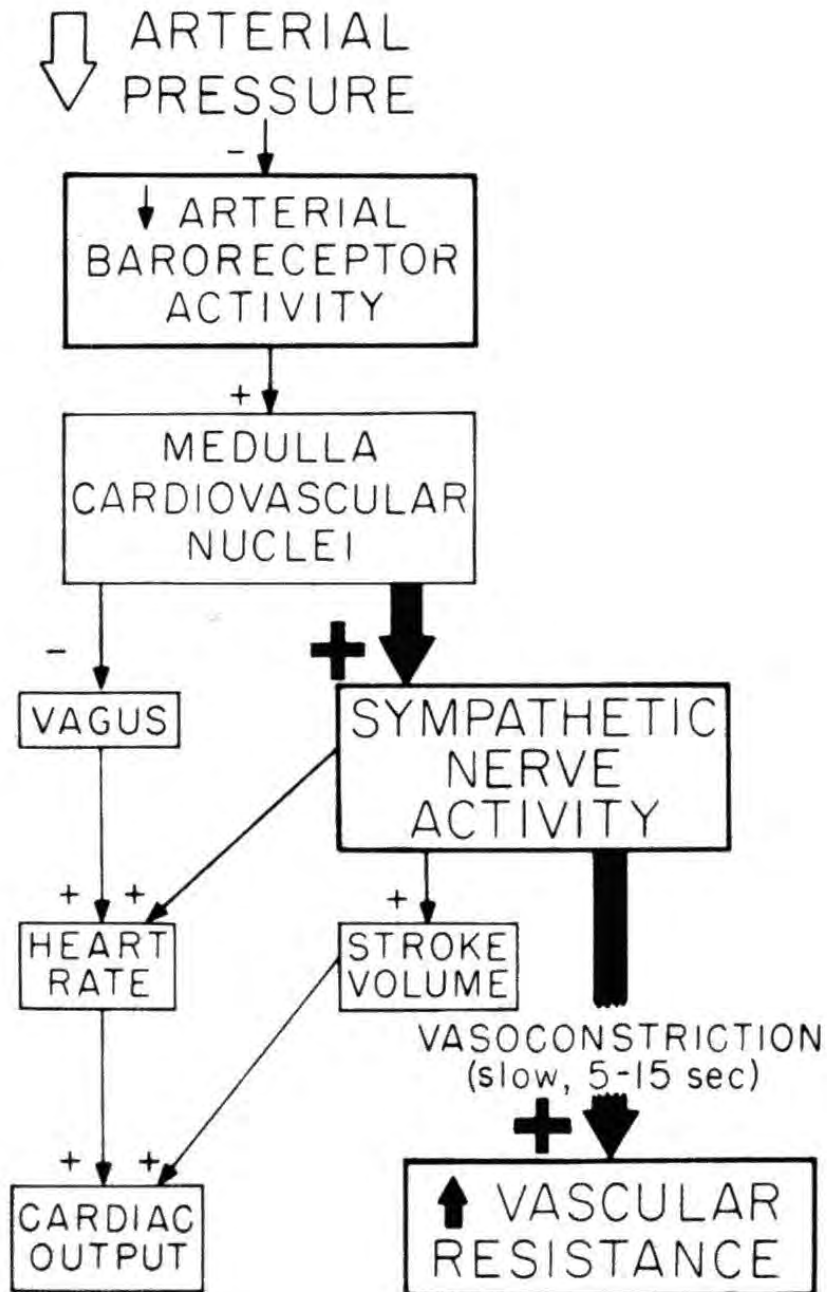 ARTERIAL
PRESSURE
-
ARTERIAL
BARORECEPTOR
ACTIVITY
+
MEDULLA
CARDIOVASCULAR
NUCLEI
- +
VAGUS
SYMPATHETIC
NERVE
ACTIVITY
+ + +
HEART
RATE
STROKE
VOLUME
VASOCONSTRICTION
(slow, 5-15 sec)
+ + +
CARDIAC
OUTPUT
VASCULAR
RESISTANCE